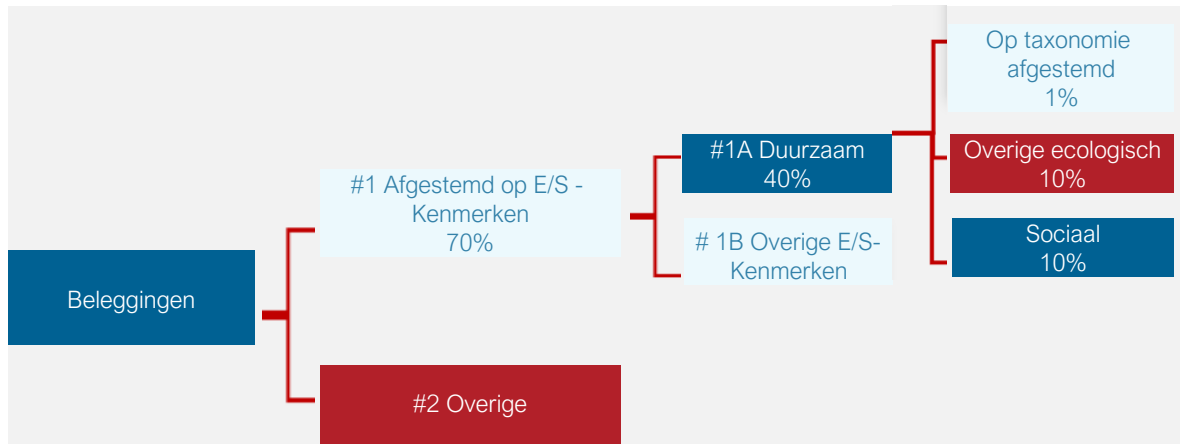 Beleggingen
#1 Afgestemd op E/S -
Kenmerken
70%
#2 Overige
#1A Duurzaam
40%
# 1B Overige E/S-
Kenmerken
Op taxonomie
afgestemd
1%
Overige ecologisch
10%
Sociaal
10%